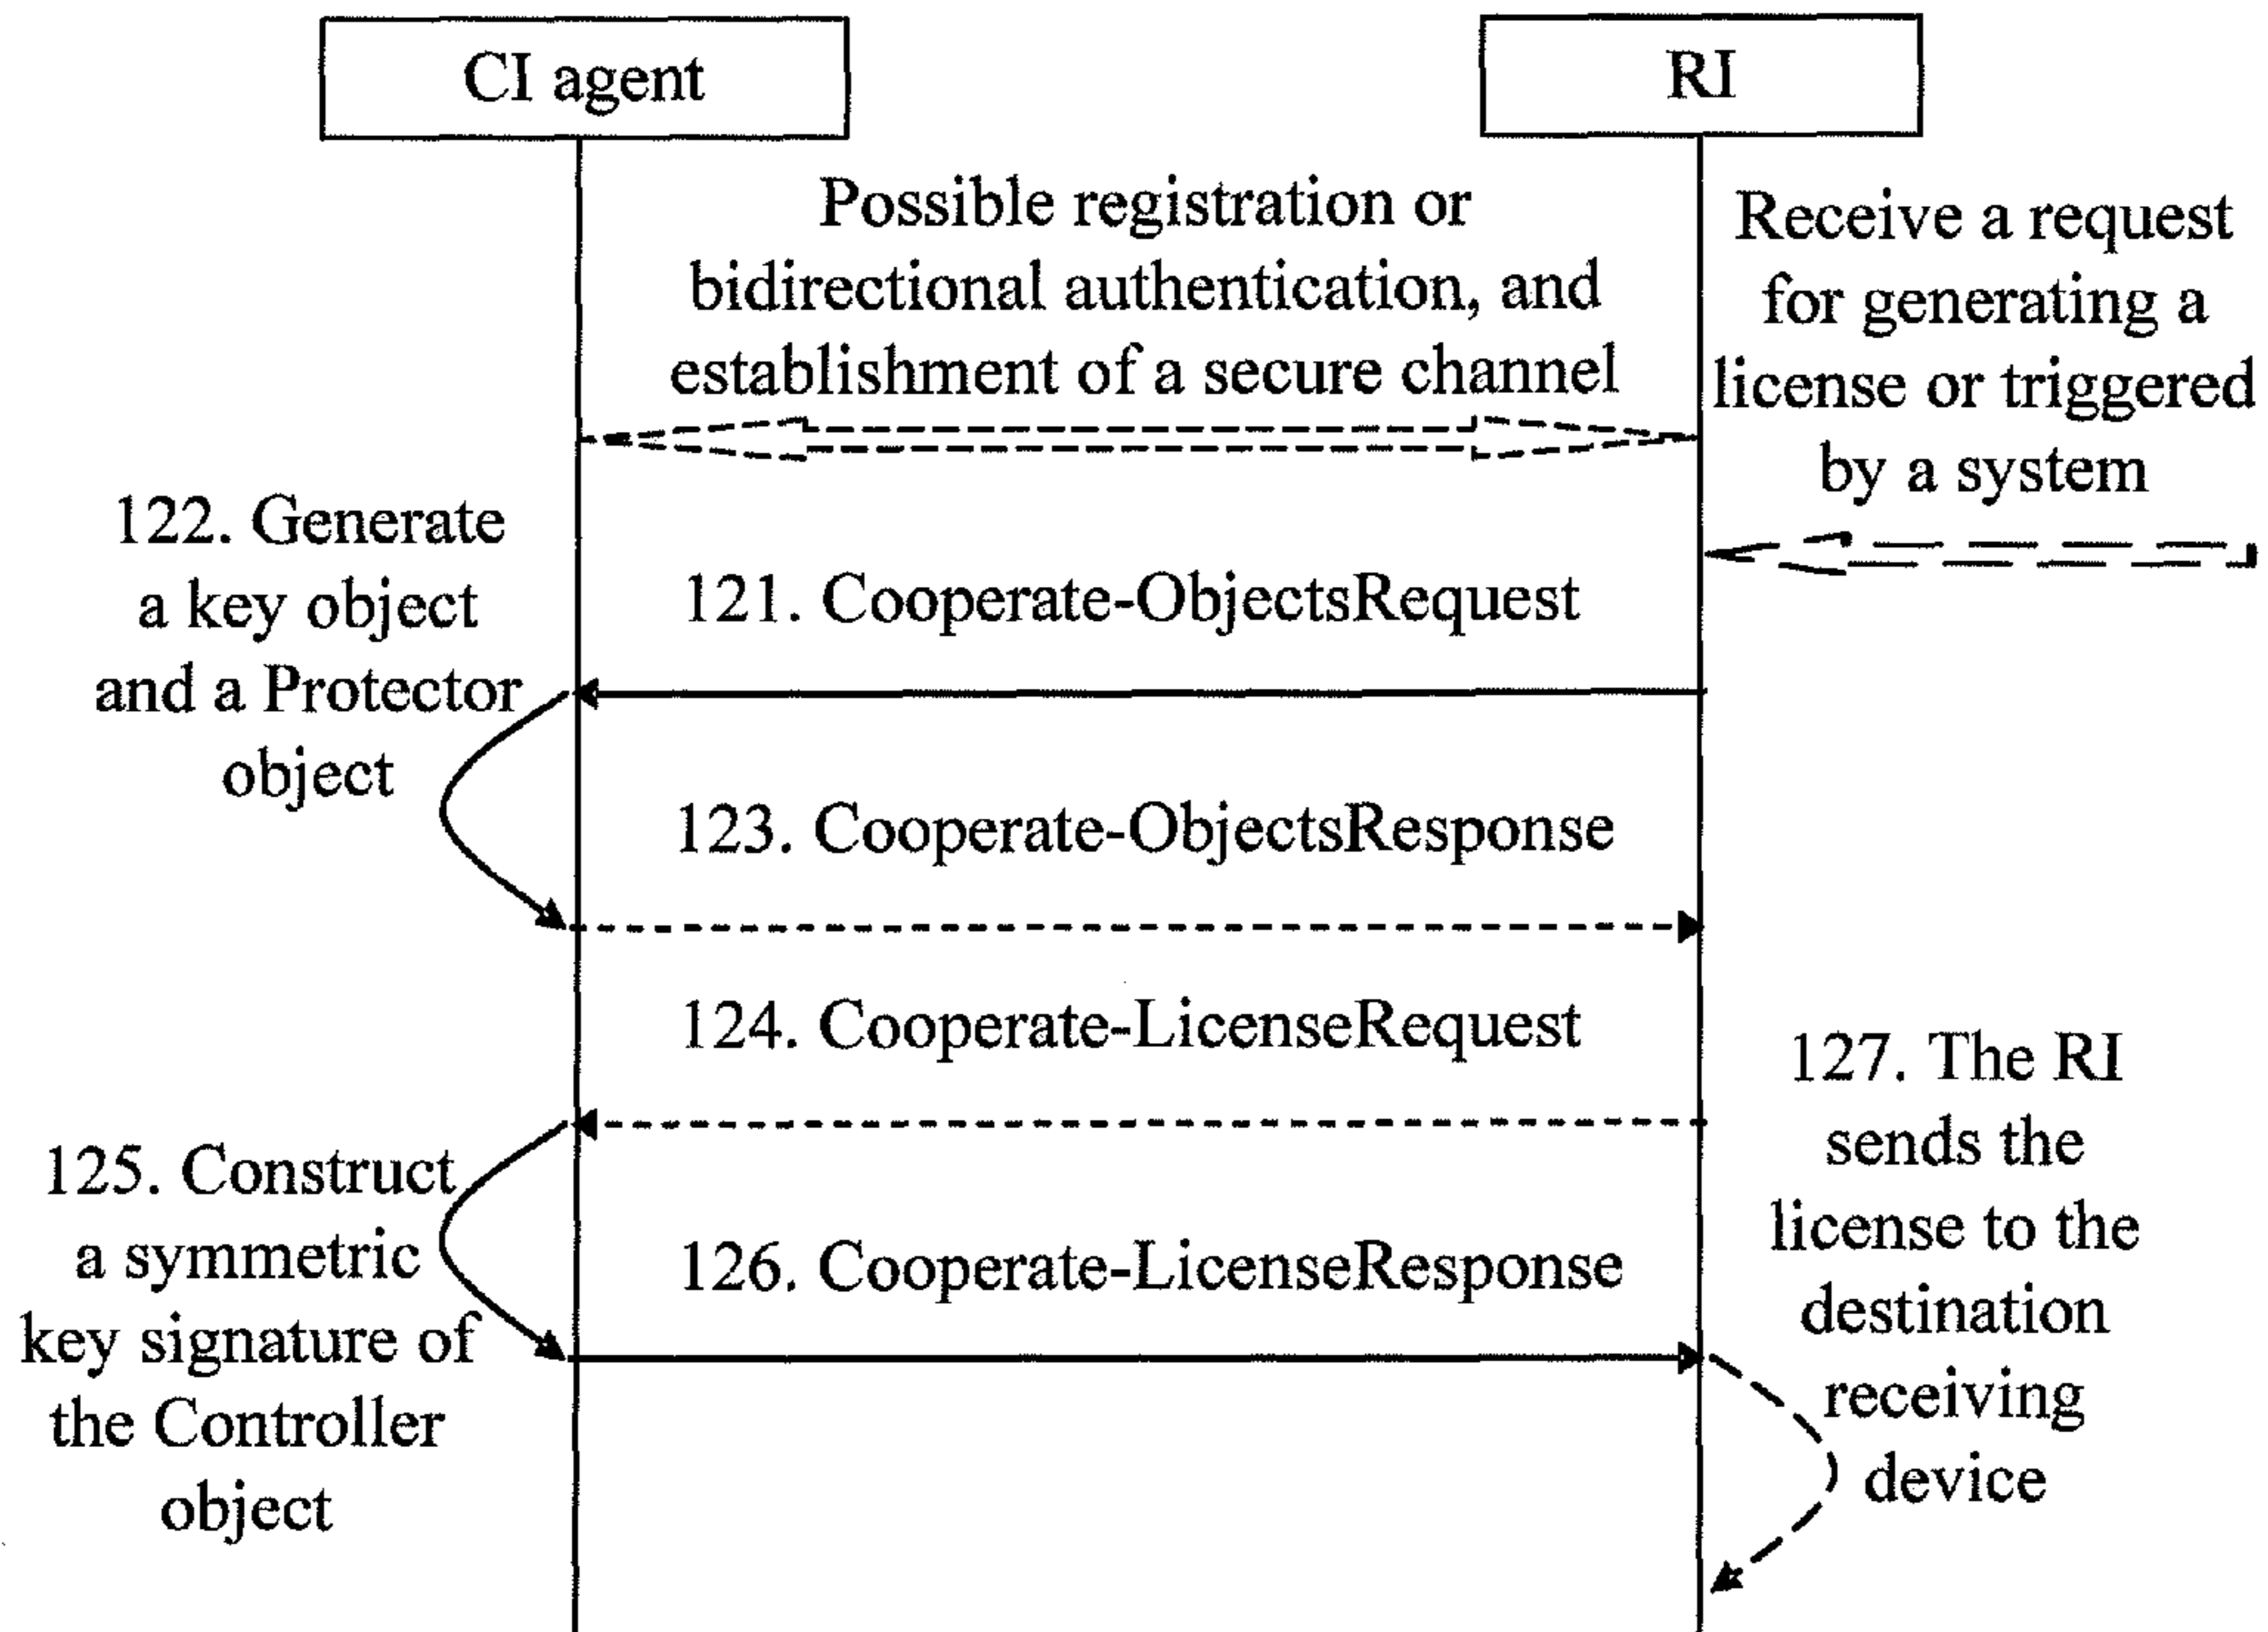 CI agent
RI
Possible registration or
bidirectional authentication, and
establishment of a secure channel
Receive a request
for generating a
license or triggered
by a system
122. Generate
a key object
and a Protector
object
121. Cooperate-ObjectsRequest
123. Cooperate-ObjectsResponse
124. Cooperate-LicenseRequest
125. Construct
a symmetric
key signature of
the Controller
object
126. Cooperate-LicenseResponse
127. The RI
sends the
license to the
destination
receiving
device